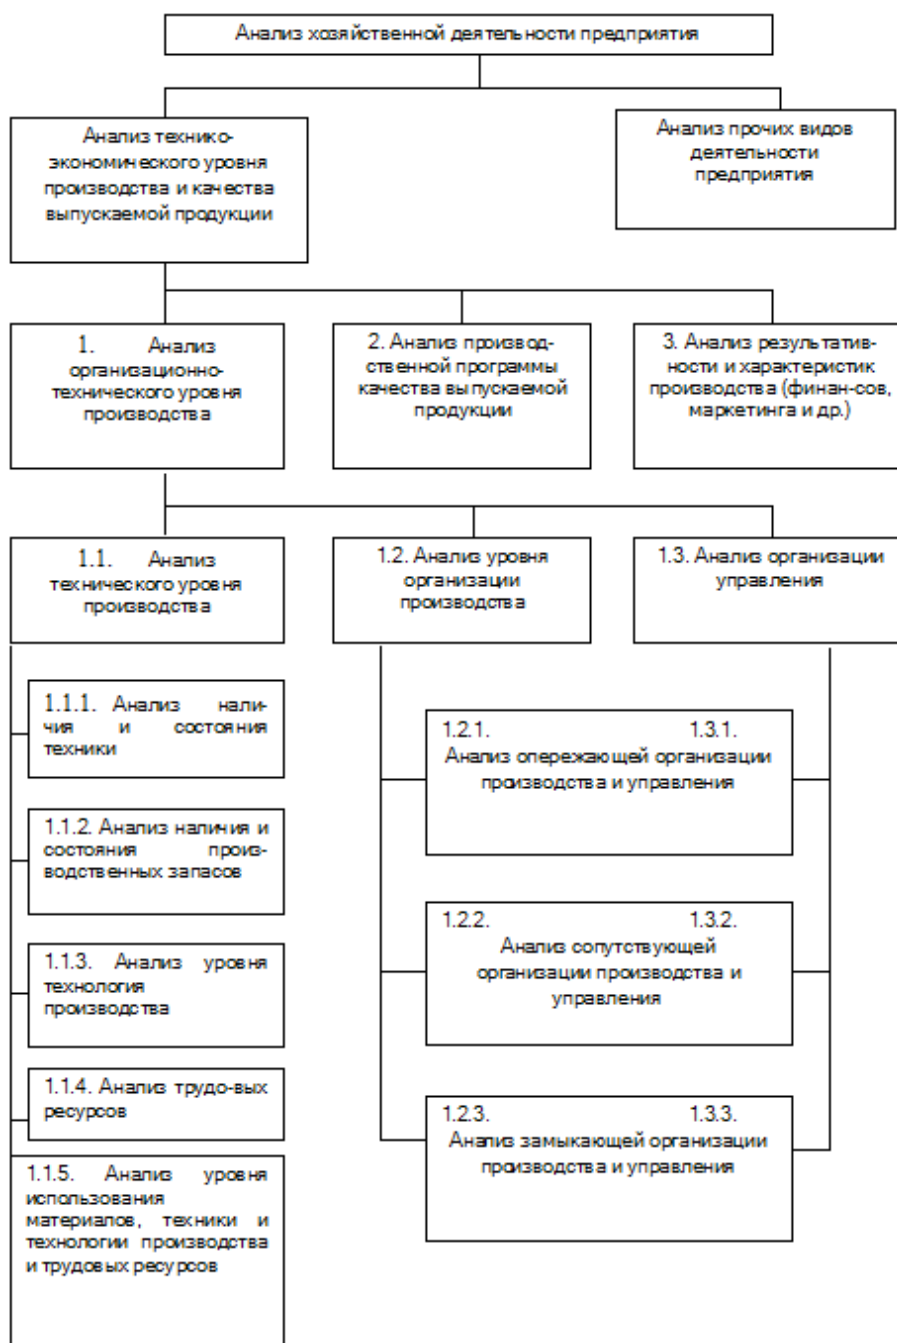 Анализ хозяйственной деятельности предприятия
Анализ технико-
экономического уровня
производства и качества
выпускаемой продукции
Анализ прочих видов
деятельности
предприятия
1. Анализ
организационно-
технического уровня
производства
2. Анализ производ-
ственной программы
качества выпускаемой
продукции
3. Анализ результатив-
ности и характеристик
производства (финан-сов,
маркетинга и др.)
1.1. Анализ
технического уровня
производства
1.2. Анализ уровня
организации
производства
1.3. Анализ организации
управления
1.1.1. Анализ нали-
чия и состояния
техники
1.1.2. Анализ наличия и
состояния произ-
водственных запасов
1.1.3. Анализ уровня
технология
производства
1.1.4. Анализ трудо-вых
ресурсов
1.1.5. Анализ уровня
использования
материалов, техники и
технологии производства
и трудовых ресурсов
1.2.1. 1.3.1.
Анализ опережающей организации
производства и управления
1.2.2. 1.3.2.
Анализ сопутствующей
организации производства и
управления
1.2.3. 1.3.3.
Анализ замыкающей организации
производства и управления